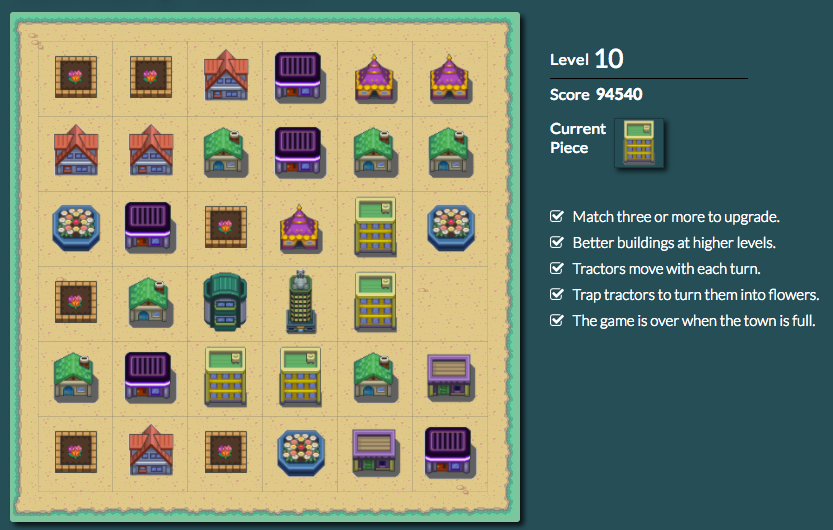 Level 10
Score 94540
Current
Piece
Match three or more to upgrade.
Better buildings at higher levels.
Tractors move with each turn.
Trap tractors to turn them into flowers.
The game is over when the town is full.